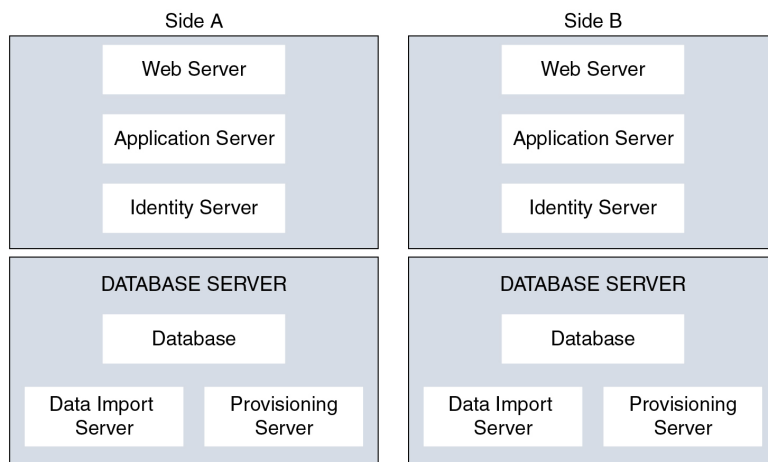 Side A
Web Server
Application Server
Identity Server
DATABASE SERVER
Database
Data Import
Server
Provisioning
Server
Side B
Web Server
Application Server
Identity Server
DATABASE SERVER
Database
Data Import
Server
Provisioning
Server